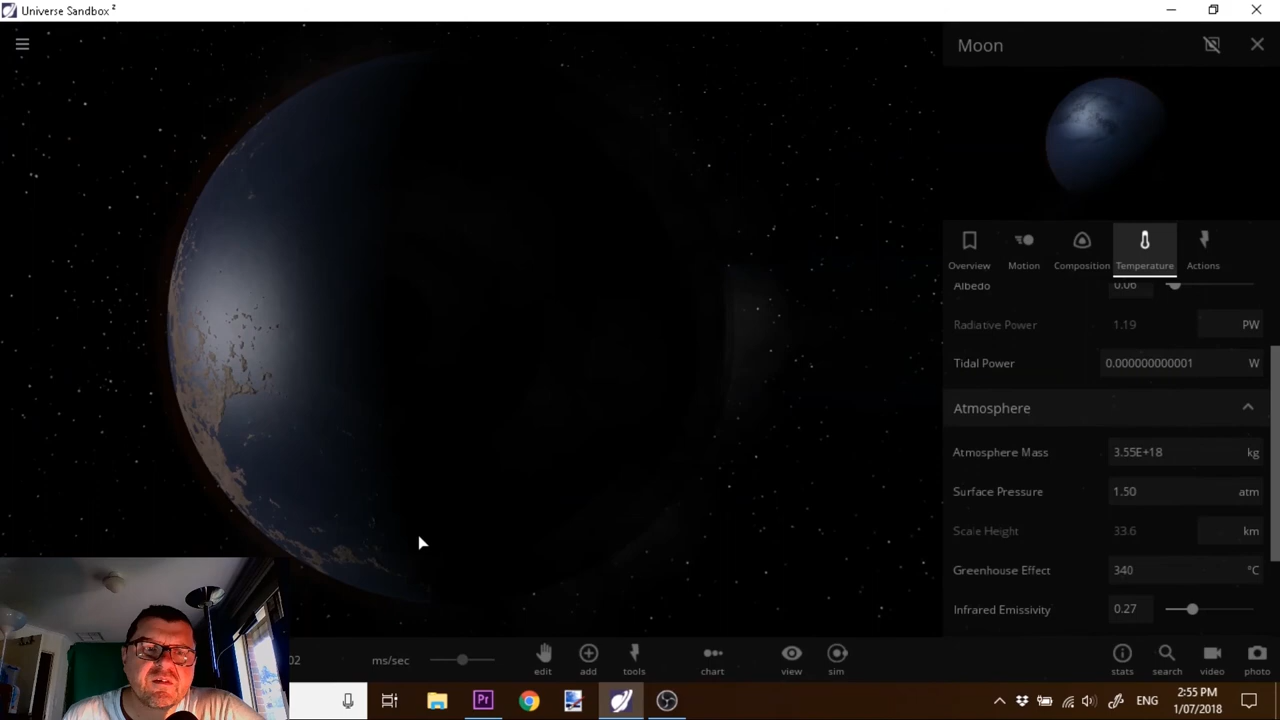 Universe Sandbox ²
Moon
Overview Motion Composition Temperature Actions
Albedo 0.06
Radiative Power 1.19 PW
Tidal Power 0.000000000001 W
Atmosphere
Atmosphere Mass 3.55E+18 kg
Surface Pressure 1.50 atm
Scale Height 33.6 km
Greenhouse Effect 340 °C
Infrared Emissivity 0.27
02 ms/sec
edit add tools chart view sim stats search video photo
Pr ENG 2:55 PM
1/07/2018